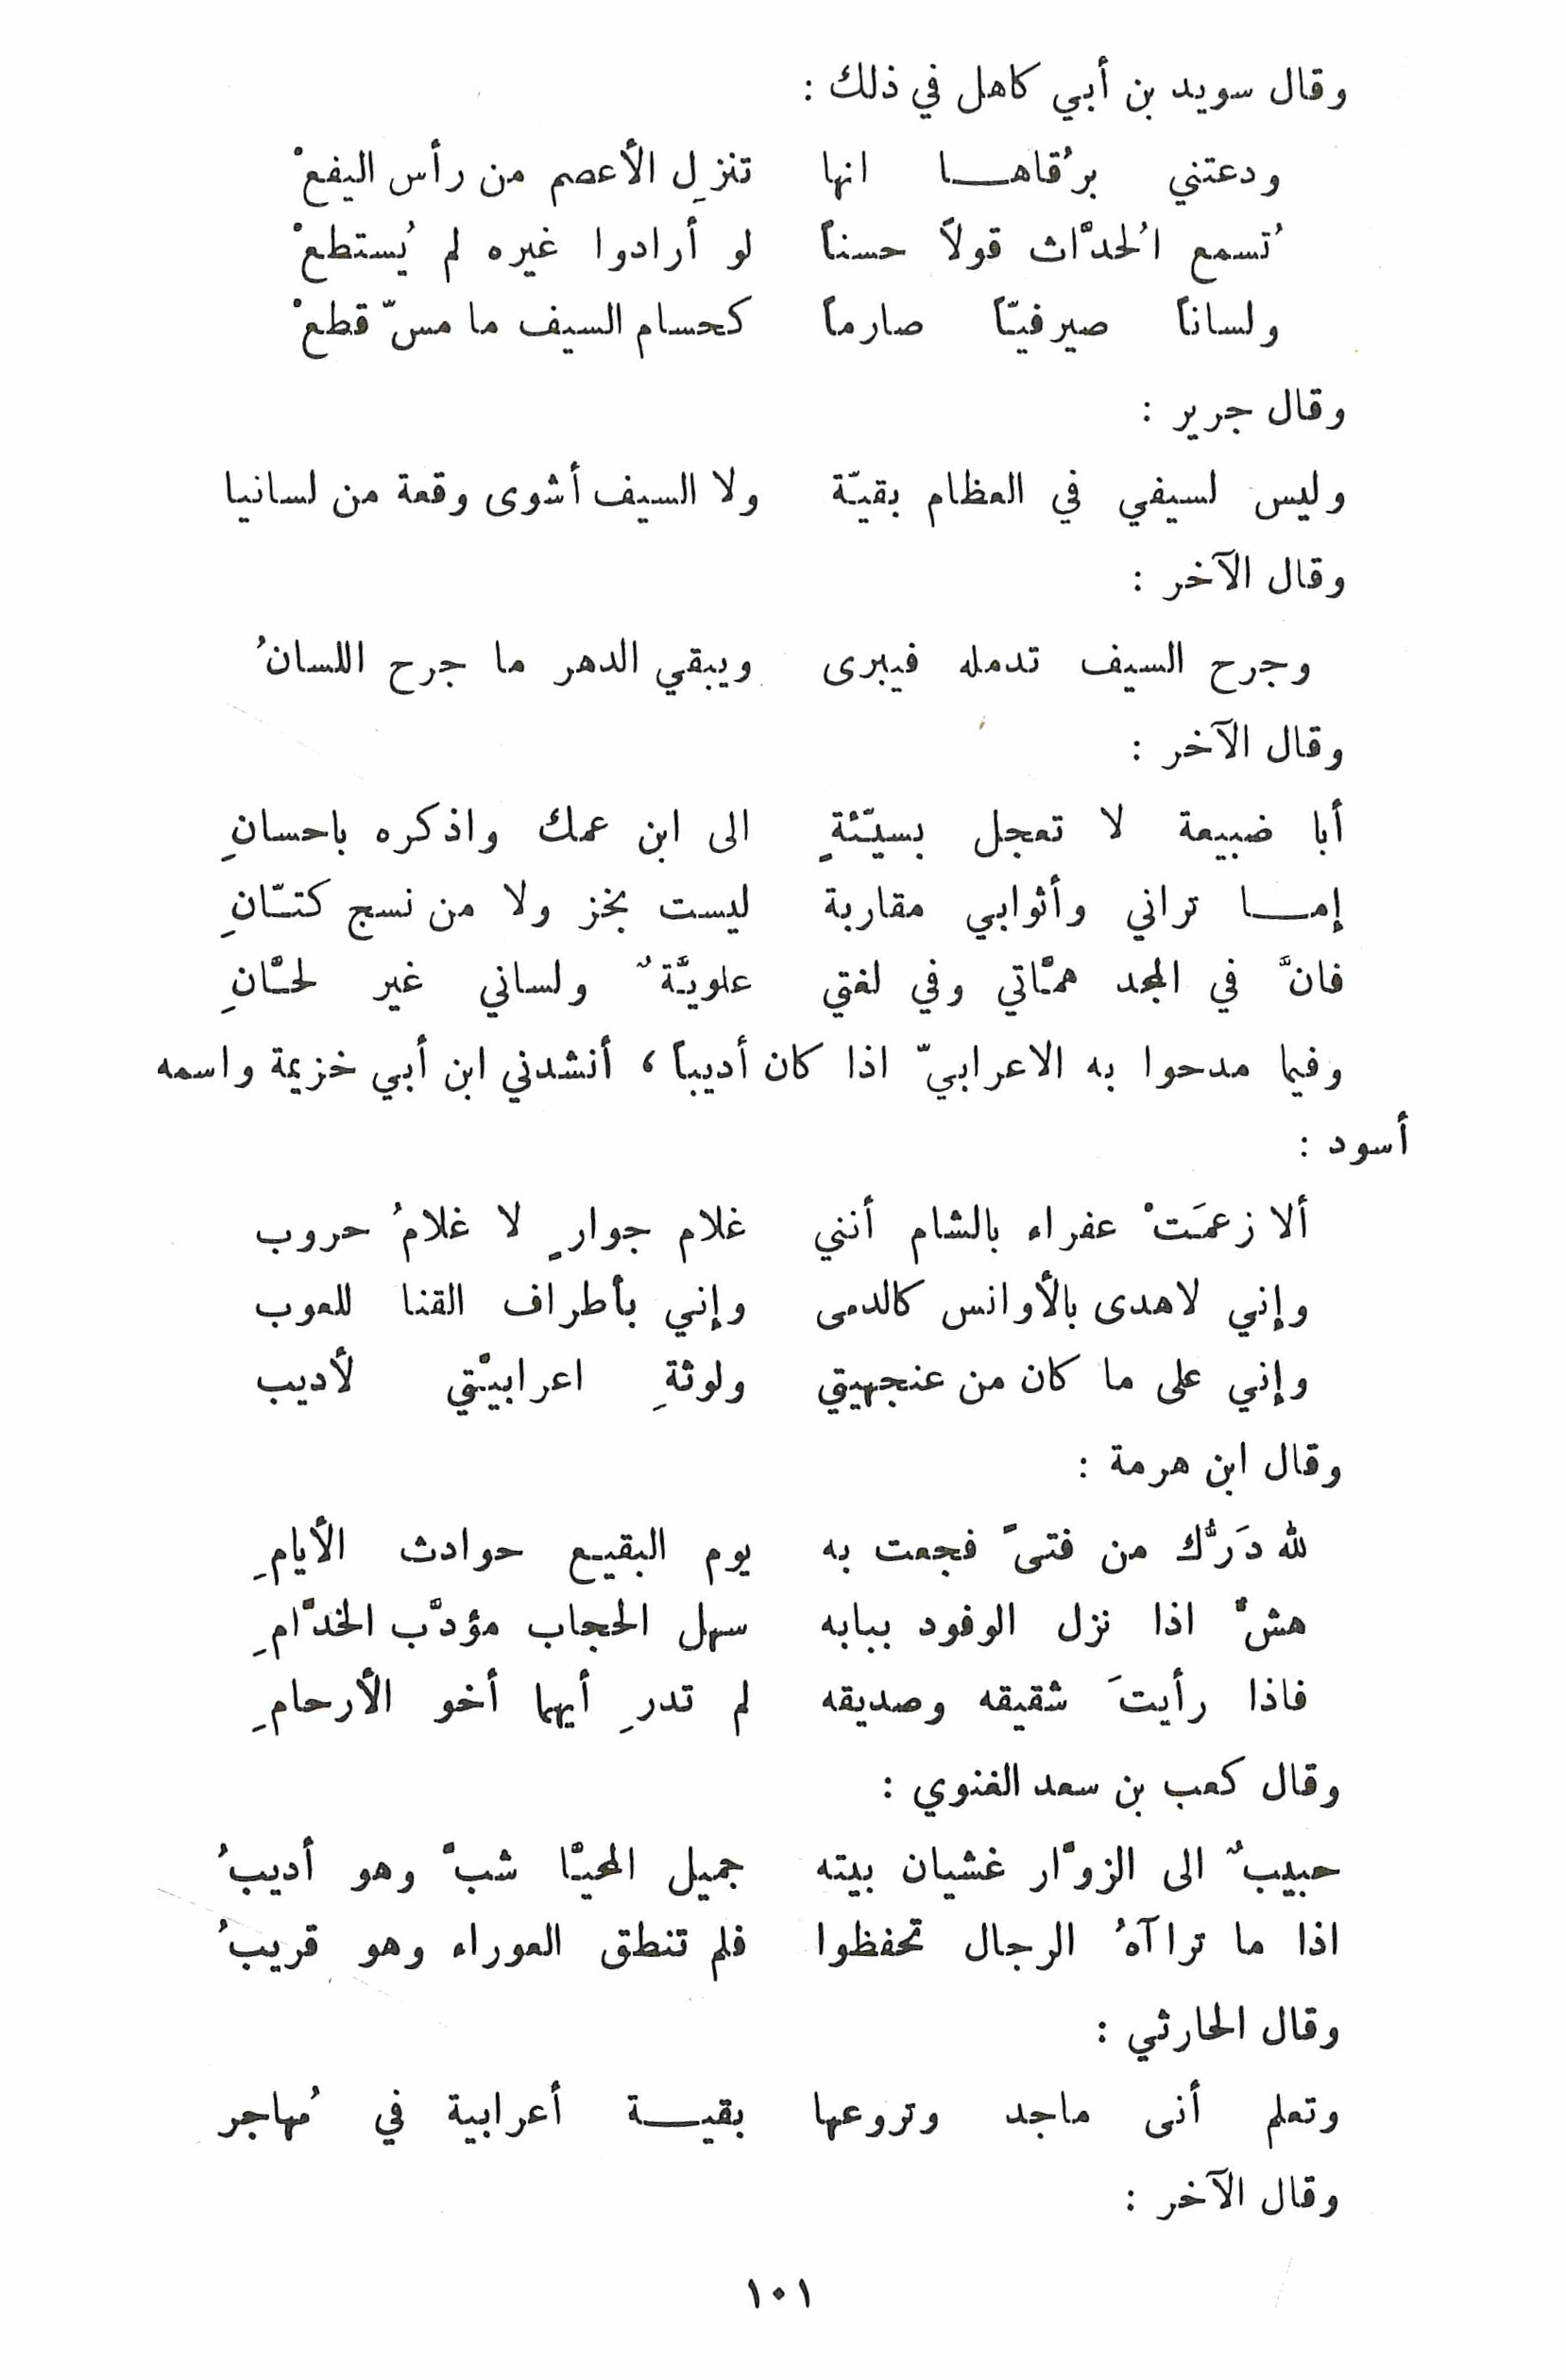 وقال سويد بن أبي كاهل في ذلك :
ودعتني برُقاهـا انها تنزلِ الأعصم من رأس اليفعْ
تُسمع الُحدّاث قولاً حسناً لو أرادوا غيره لم يُستطعْ
ولساناً صيرفيّاً صارماً كحسام السيف ما مسّ قطعْ
وقال جرير :
وليس لسيفي في العظام بقيّة ولا السيف أشوى وقعة من لسانيا
وقال الآخر :
وجرح السيف تدمله فيبرى ويبقي الدهر ما جرح اللسانُ
وقال الآخر :
أبا ضبيعة لا تعجل بسيّئةٍ الى ابن عمك واذكره باحسانِ
إمـا تراني وأثوابي مقاربة ليست بخز ولا من نسج كتّانِ
فانَّ في المجد همّاتي وفي لغتي علويَّةٌ ولساني غير لحّانِ
وفيما مدحوا به الاعرابيّ اذا كان أديباً ، أنشدني ابن أبي خزيمة واسمه
أسود :
ألا زعمَتْ عفراء بالشام أنني غلام جوارٍ لا غلامُ حروب
وإني لاهدى بالأوانس كالدمى وإني بأطراف القنا للعوب
وإني على ما كان من عنجهيتي ولوثةِ اعرابيّتي لأديب
وقال ابن هرمة :
لله دَرُّك من فتىً فجعت به يوم البقيـع حوادث الأيامِ
هشٌّ اذا نزل الوفود ببابه سهل الحجاب مؤدَّب الخدّامِ
فاذا رأيتَ شقيقه وصديقه لم تدرِ أيهما أخو الأرحامِ
وقال كعب بن سعد الغنوي :
حبيبٌ الى الزوّار غشيان بيته جميل المحيّا شبّ وهو أديبُ
اذا ما تراآهُ الرجال تحفظوا فلم تنطق العوراء وهو قريبُ
وقال الحارثي :
وتعلم أنى ماجد وتروعها بقيـة أعرابية في مُهاجر
وقال الآخر :
١٠١